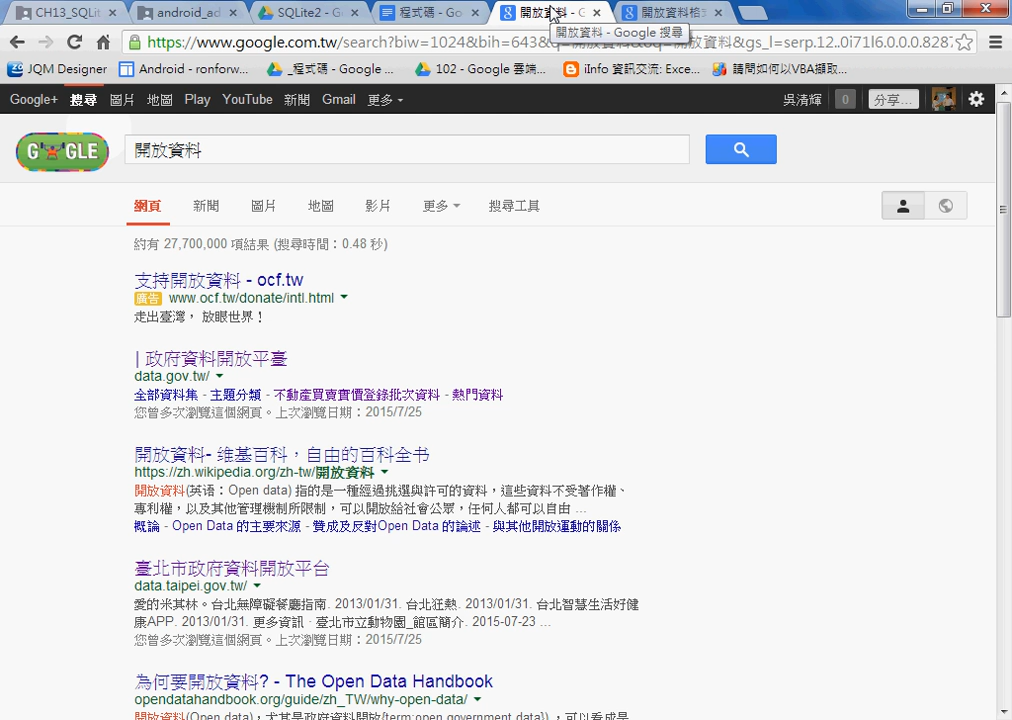 CH13_SQLit
android_ad
SQLite2 - G
程式碼 - Go
開放資料 - G
開放資料格式
開放資料 - Google 搜尋
https://www.google.com.tw/search?biw=1024&bih=643&
JQM Designer
Android - ronforw...
_程式碼 - Google ...
102 - Google 雲端...
iInfo 資訊交流: Exce...
請問如何以VBA擷取...
Google+ 搜尋 圖片 地圖 Play YouTube 新聞 Gmail 更多
吳清輝 0 分享...
GOOGLE
開放資料
網頁 新聞 圖片 地圖 影片 更多 搜尋工具
約有 27,700,000 項結果 (搜尋時間：0.48 秒)
支持開放資料 - ocf.tw
廣告 www.ocf.tw/donate/intl.html
走出臺灣， 放眼世界！
| 政府資料開放平臺
data.gov.tw/
全部資料集 - 主題分類 - 不動產買賣實價登錄批次資料 - 熱門資料
您曾多次瀏覽這個網頁。上次瀏覽日期：2015/7/25
開放資料- 维基百科，自由的百科全书
https://zh.wikipedia.org/zh-tw/開放資料
開放資料(英语：Open data) 指的是一種經過挑選與許可的資料，這些資料不受著作權、
專利權，以及其他管理機制所限制，可以開放給社會公眾，任何人都可以自由 ...
概論 - Open Data 的主要來源 - 贊成及反對Open Data 的論述 - 與其他開放運動的關係
臺北市政府資料開放平台
data.taipei.gov.tw/
愛的米其林。台北無障礙餐廳指南. 2013/01/31. 台北狂熱. 2013/01/31. 台北智慧生活好健
康APP. 2013/01/31. 更多資訊 · 臺北市立動物園_館區簡介. 2015-07-23 ...
您曾多次瀏覽這個網頁。上次瀏覽日期：2015/7/25
為何要開放資料? - The Open Data Handbook
opendatahandbook.org/guide/zh_TW/why-open-data/
開放資料(Open data)，尤其是政府資料開放{term:open government data})，可以看成是